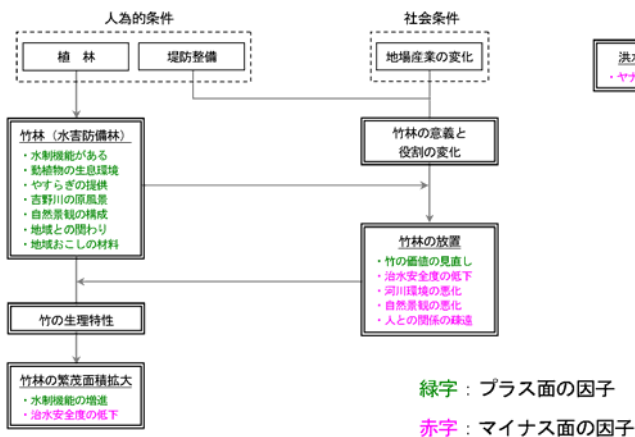 人為的条件
社会条件
植 林
堤防整備
地場産業の変化
竹林（水害防備林）
・水制機能がある
・動植物の生息環境
・やすらぎの提供
・吉野川の原風景
・自然景観の構成
・地域との関わり
・地域おこしの材料
竹林の意義と
役割の変化
竹林の放置
・竹の価値の見直し
・治水安全度の低下
・河川環境の悪化
・自然景観の悪化
・人との関係の疎遠
竹の生理特性
竹林の繁茂面積拡大
・水制機能の増進
・治水安全度の低下
緑字：プラス面の因子
赤字：マイナス面の因子